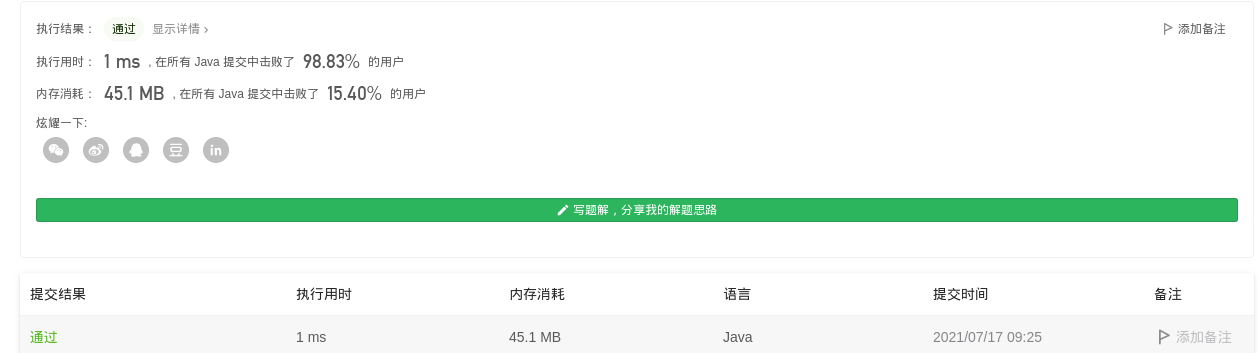 执行结果： 通过 显示详情 › 添加备注
执行用时： 1 ms , 在所有 Java 提交中击败了 98.83% 的用户
内存消耗： 45.1 MB , 在所有 Java 提交中击败了 15.40% 的用户
炫耀一下:
豆 in
写题解，分享我的解题思路
提交结果 执行用时 内存消耗 语言 提交时间 备注
通过 1 ms 45.1 MB Java 2021/07/17 09:25 添加备注